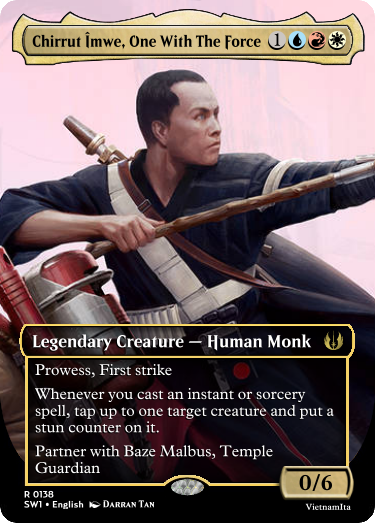 Chirrut Îmwe, One With The Force 1
Legendary Creature — Human Monk
Prowess, First strike
Whenever you cast an instant or sorcery
spell, tap up to one target creature and put a
stun counter on it.
Partner with Baze Malbus, Temple
Guardian
0/6
R 0138
SW1 • English Darran Tan
VietnamIta